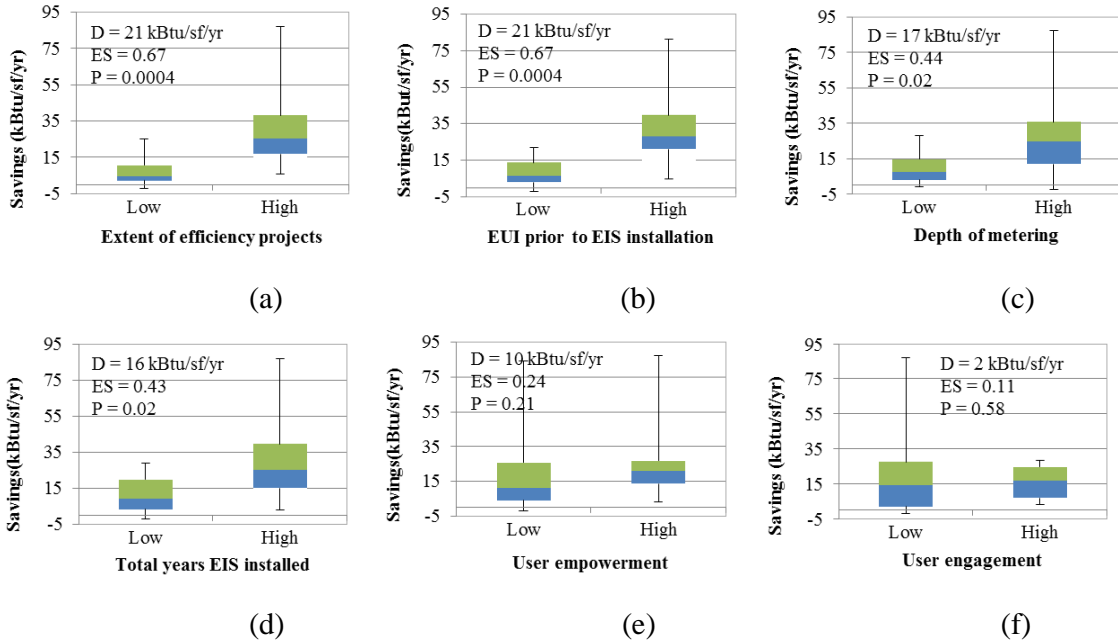 Savings (kBtu/sf/yr)
95
75
55
35
15
-5
D = 21 kBtu/sf/yr
ES = 0.67
P = 0.0004
Low
High
Extent of efficiency projects
(a)
Savings(kBut/sf/yr)
95
75
55
35
15
-5
D = 21 kBtu/sf/yr
ES = 0.67
P = 0.0004
Low
High
EUI prior to EIS installation
(b)
Savings (kBtu/sf/yr)
95
75
55
35
15
-5
D = 17 kBtu/sf/yr
ES = 0.44
P = 0.02
Low
High
Depth of metering
(c)
Savings(kBtu/sf/yr)
95
75
55
35
15
-5
D = 16 kBtu/sf/yr
ES = 0.43
P = 0.02
Low
High
Total years EIS installed
(d)
Savings(kBtu/sf/yr)
95
75
55
35
15
-5
D = 10 kBtu/sf/yr
ES = 0.24
P = 0.21
Low
High
User empowerment
(e)
Savings (kBtu/sf/yr)
95
75
55
35
15
-5
D = 2 kBtu/sf/yr
ES = 0.11
P = 0.58
Low
High
User engagement
(f)